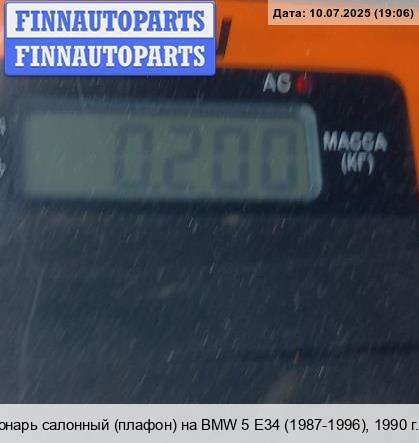 FINNAUTOPARTS
FINNAUTOPARTS
Дата: 10.07.2025 (19:06)
AC
0.200
МАССА
(КГ)
онарь салонный (плафон) на BMW 5 E34 (1987-1996), 1990 г.